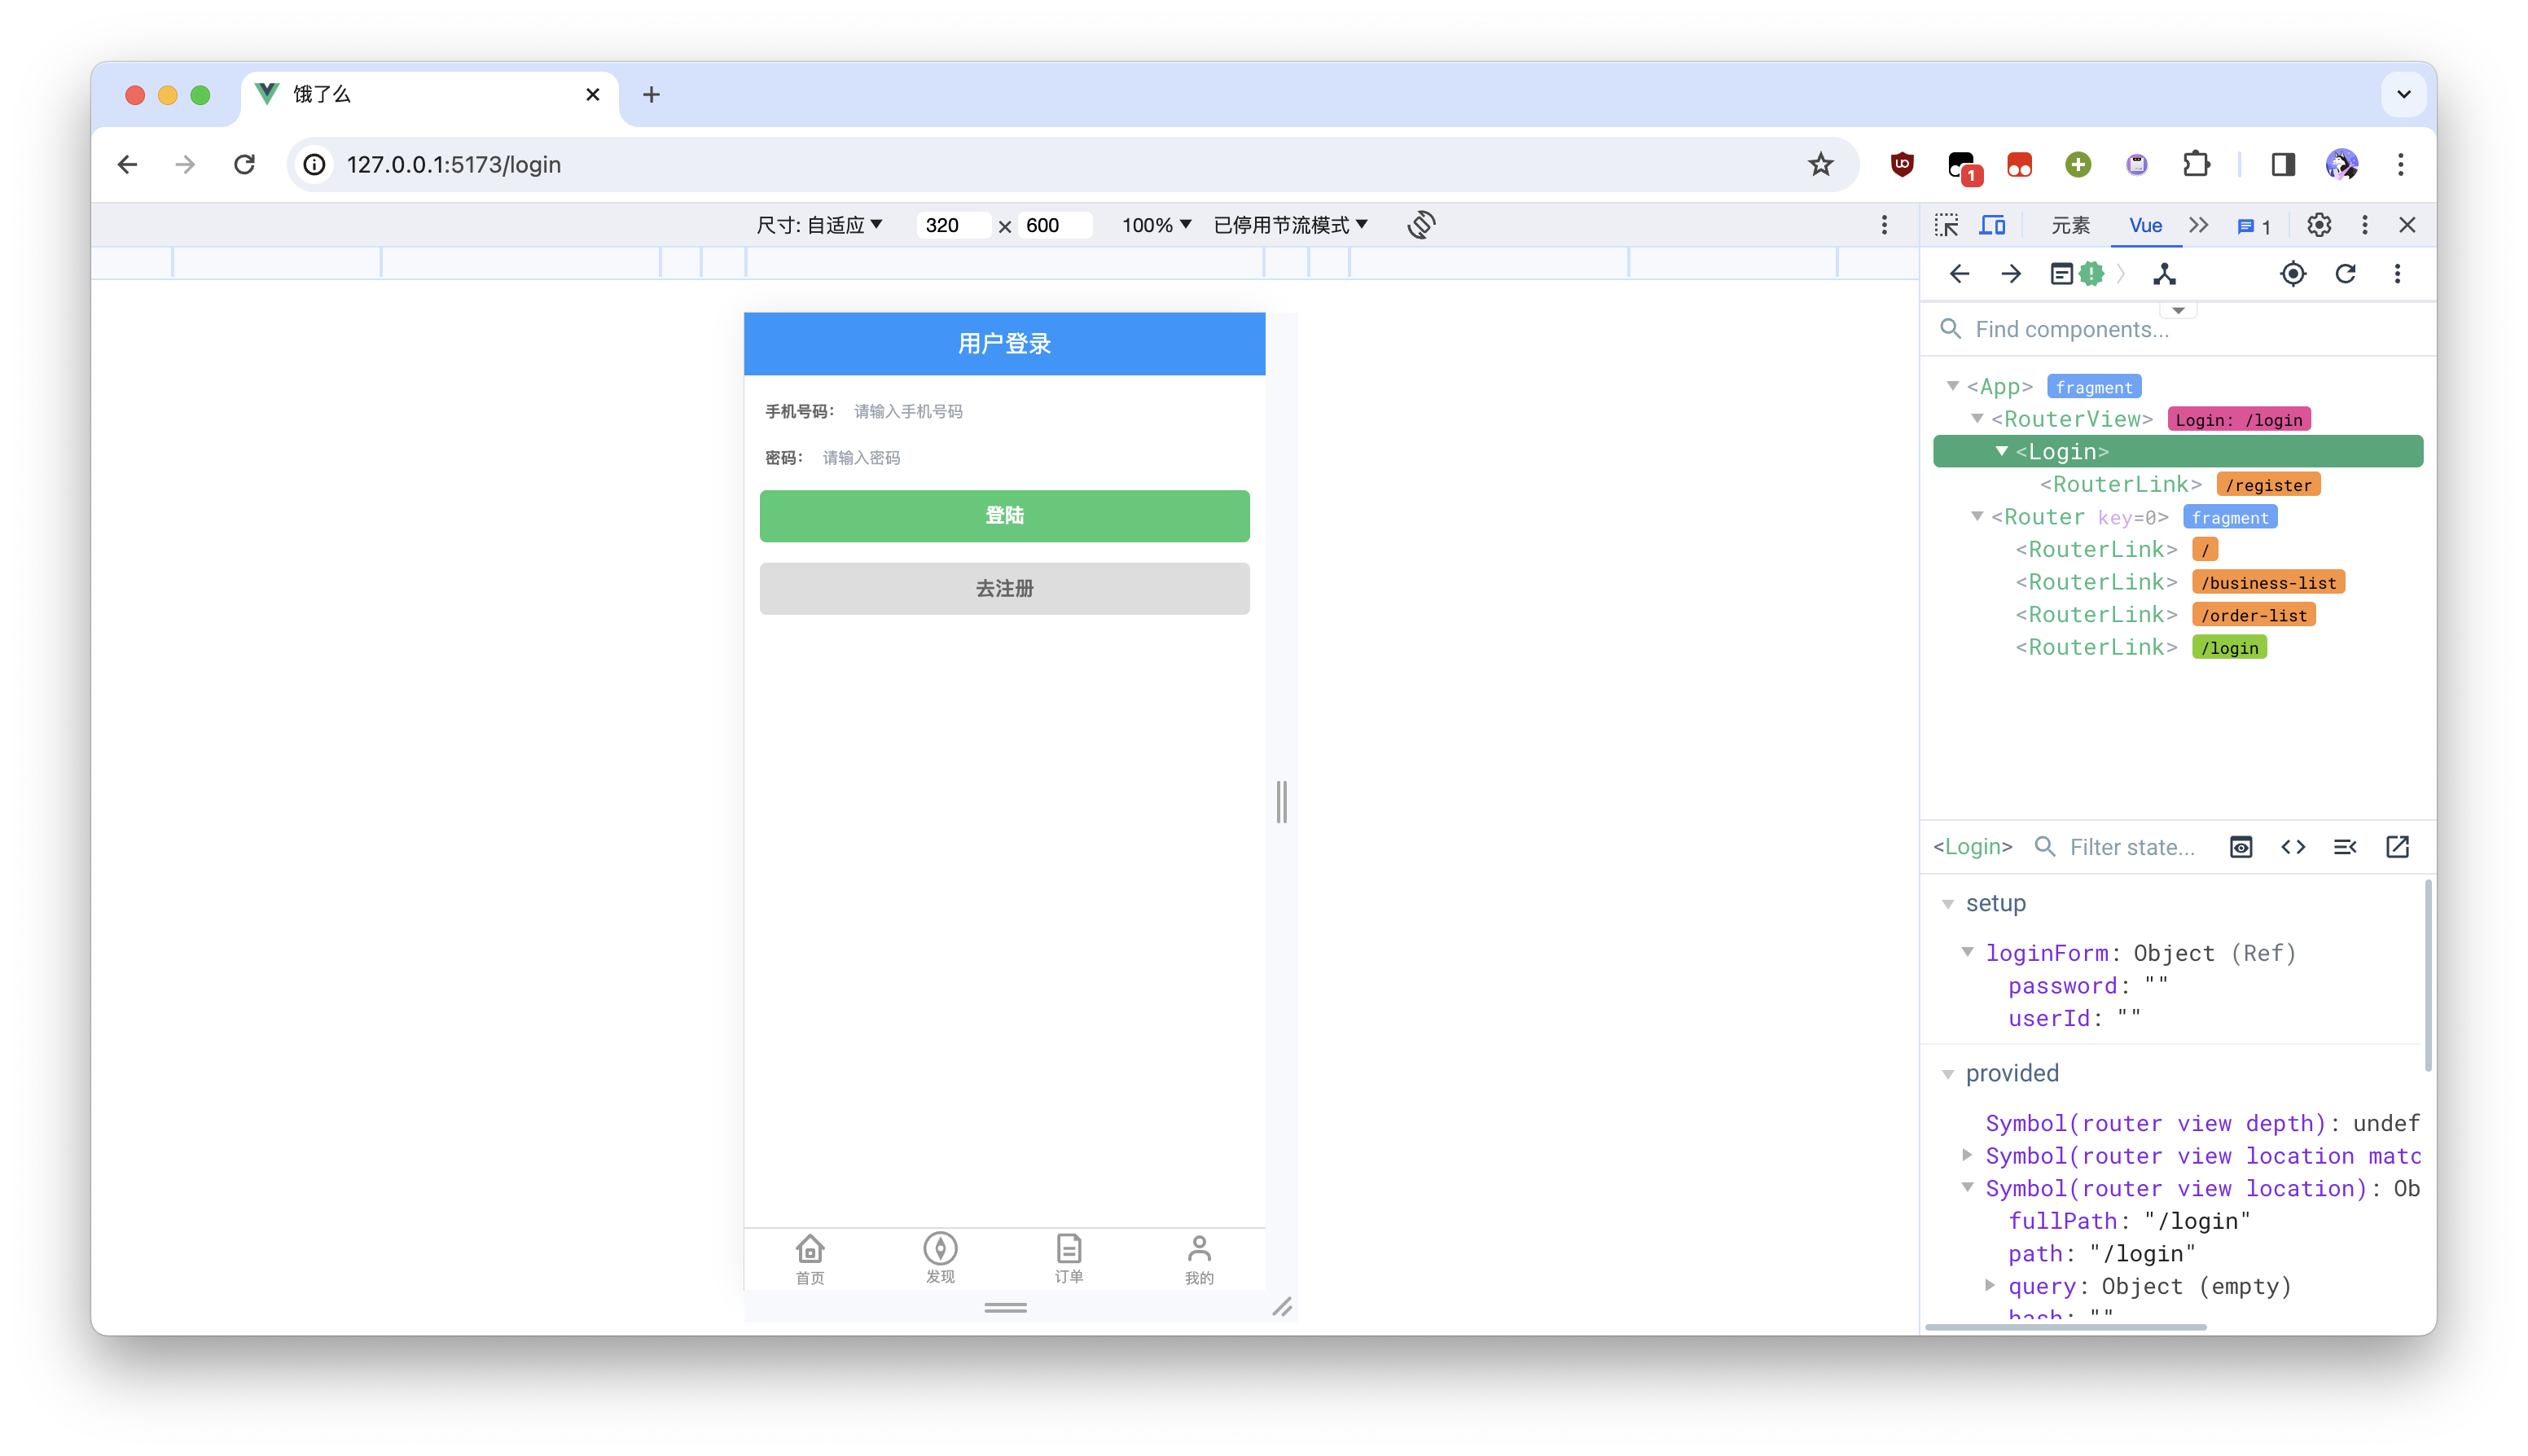 饿了么
127.0.0.1:5173/login
1
尺寸: 自适应 320 × 600 100% 已停用节流模式
元素 Vue 1
Find components...
<App> fragment
<RouterView> Login: /login
<Login>
<RouterLink> /register
<Router key=0> fragment
<RouterLink> /
<RouterLink> /business-list
<RouterLink> /order-list
<RouterLink> /login
用户登录
手机号码： 请输入手机号码
密码： 请输入密码
登陆
去注册
首页 发现 订单 我的
<Login> Filter state...
setup
loginForm: Object (Ref)
password: ""
userId: ""
provided
Symbol(router view depth): undef
Symbol(router view location matc
Symbol(router view location): Ob
fullPath: "/login"
path: "/login"
query: Object (empty)
hash: ""